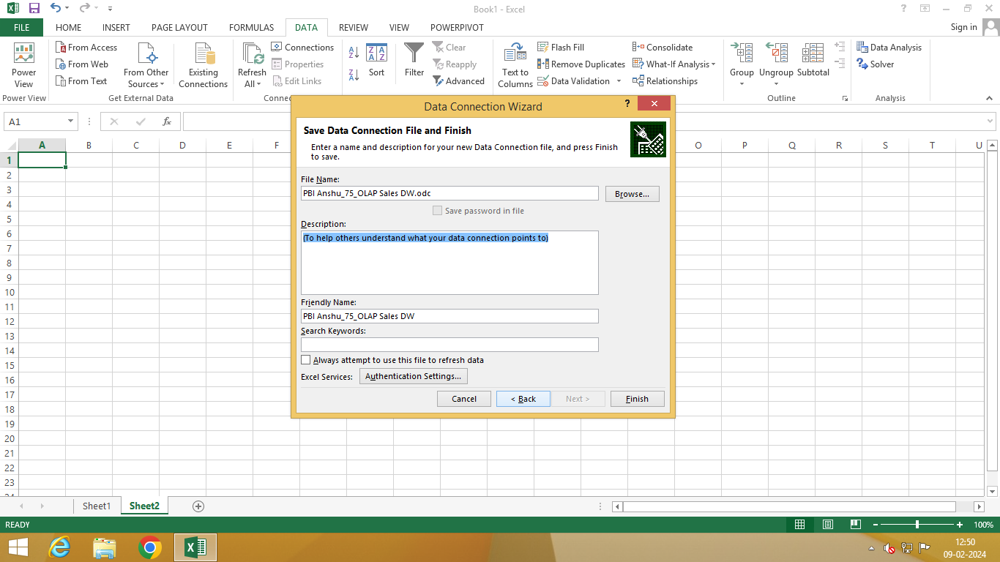 Book1 - Excel
FILE HOME INSERT PAGE LAYOUT FORMULAS DATA REVIEW VIEW POWERPIVOT Sign in
Power View
From Access
From Web
From Text
From Other Sources
Existing Connections
Refresh All
Connections
Properties
Edit Links
Sort
Filter
Clear
Reapply
Advanced
Text to Columns
Flash Fill
Remove Duplicates
Data Validation
Consolidate
What-If Analysis
Relationships
Group
Ungroup
Subtotal
Data Analysis
Solver
Power View Get External Data Connec Outline Analysis
A1 fx
Data Connection Wizard
Save Data Connection File and Finish
Enter a name and description for your new Data Connection file, and press Finish
to save.
File Name:
PBI Anshu_75_OLAP Sales DW.odc
Browse...
Save password in file
Description:
(To help others understand what your data connection points to)
Friendly Name:
PBI Anshu_75_OLAP Sales DW
Search Keywords:
Always attempt to use this file to refresh data
Excel Services: Authentication Settings...
Cancel < Back Next > Finish
A B C D E F O P Q R S T U
1
2
3
4
5
6
7
8
9
10
11
12
13
14
15
16
17
18
19
20
21
22
23
24
Sheet1 Sheet2
READY 100%
12:50
09-02-2024